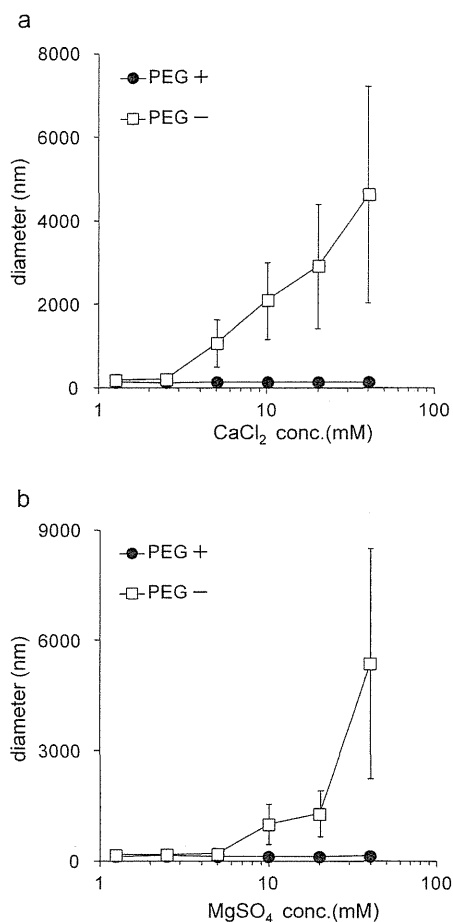 a
8000
6000
4000
2000
0
diameter (nm)
PEG +
PEG −
1
10
100
CaCl₂ conc.(mM)
b
9000
6000
3000
0
diameter (nm)
PEG +
PEG −
1
10
100
MgSO₄ conc.(mM)